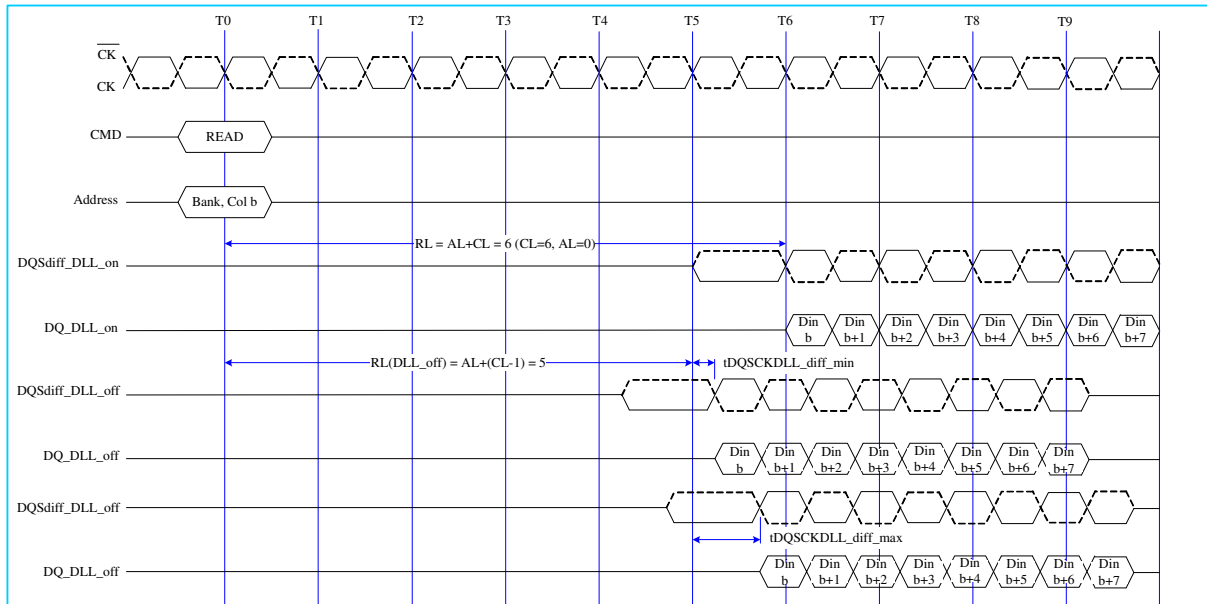 T0 T1 T2 T3 T4 T5 T6 T7 T8 T9
CK
CK
CMD READ
Address Bank, Col b
RL = AL+CL = 6 (CL=6, AL=0)
DQSdiff_DLL_on
DQ_DLL_on Din b Din b+1 Din b+2 Din b+3 Din b+4 Din b+5 Din b+6 Din b+7
RL(DLL_off) = AL+(CL-1) = 5 tDQSCKDLL_diff_min
DQSdiff_DLL_off
DQ_DLL_off Din b Din b+1 Din b+2 Din b+3 Din b+4 Din b+5 Din b+6 Din b+7
DQSdiff_DLL_off
tDQSCKDLL_diff_max
DQ_DLL_off Din b Din b+1 Din b+2 Din b+3 Din b+4 Din b+5 Din b+6 Din b+7